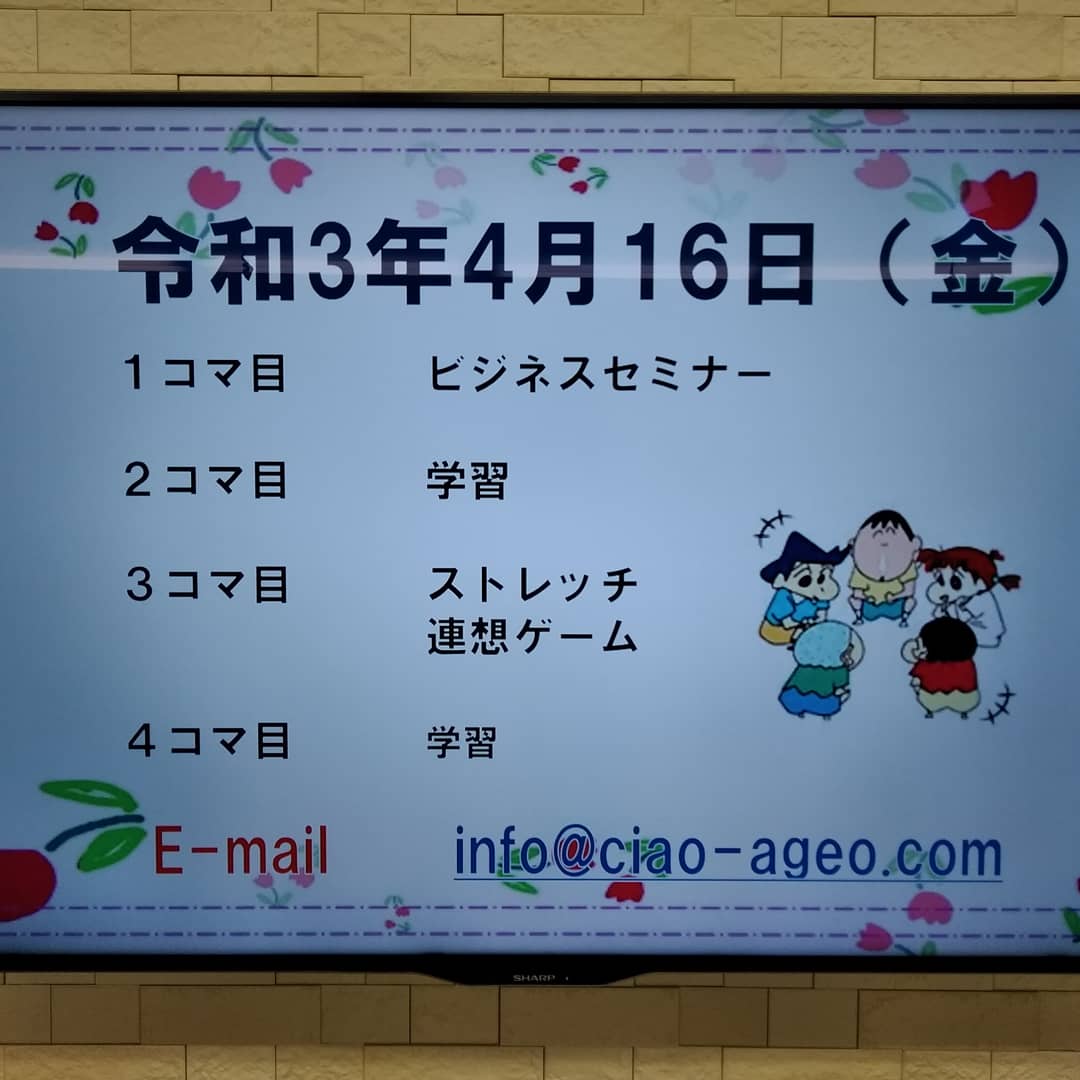 令和3年4月16日（金）
１コマ目 ビジネスセミナー
２コマ目 学習
３コマ目 ストレッチ
連想ゲーム
４コマ目 学習
E-mail info@ciao-ageo.com
SHARP